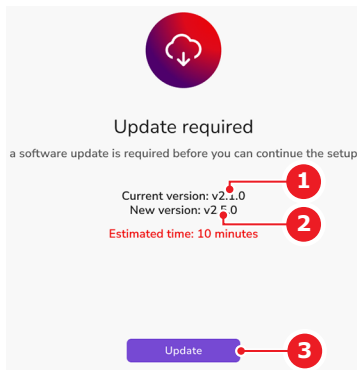 Update required
a software update is required before you can continue the setup
Current version: v2.1.0
1
New version: v2.5.0
2
Estimated time: 10 minutes
Update
3